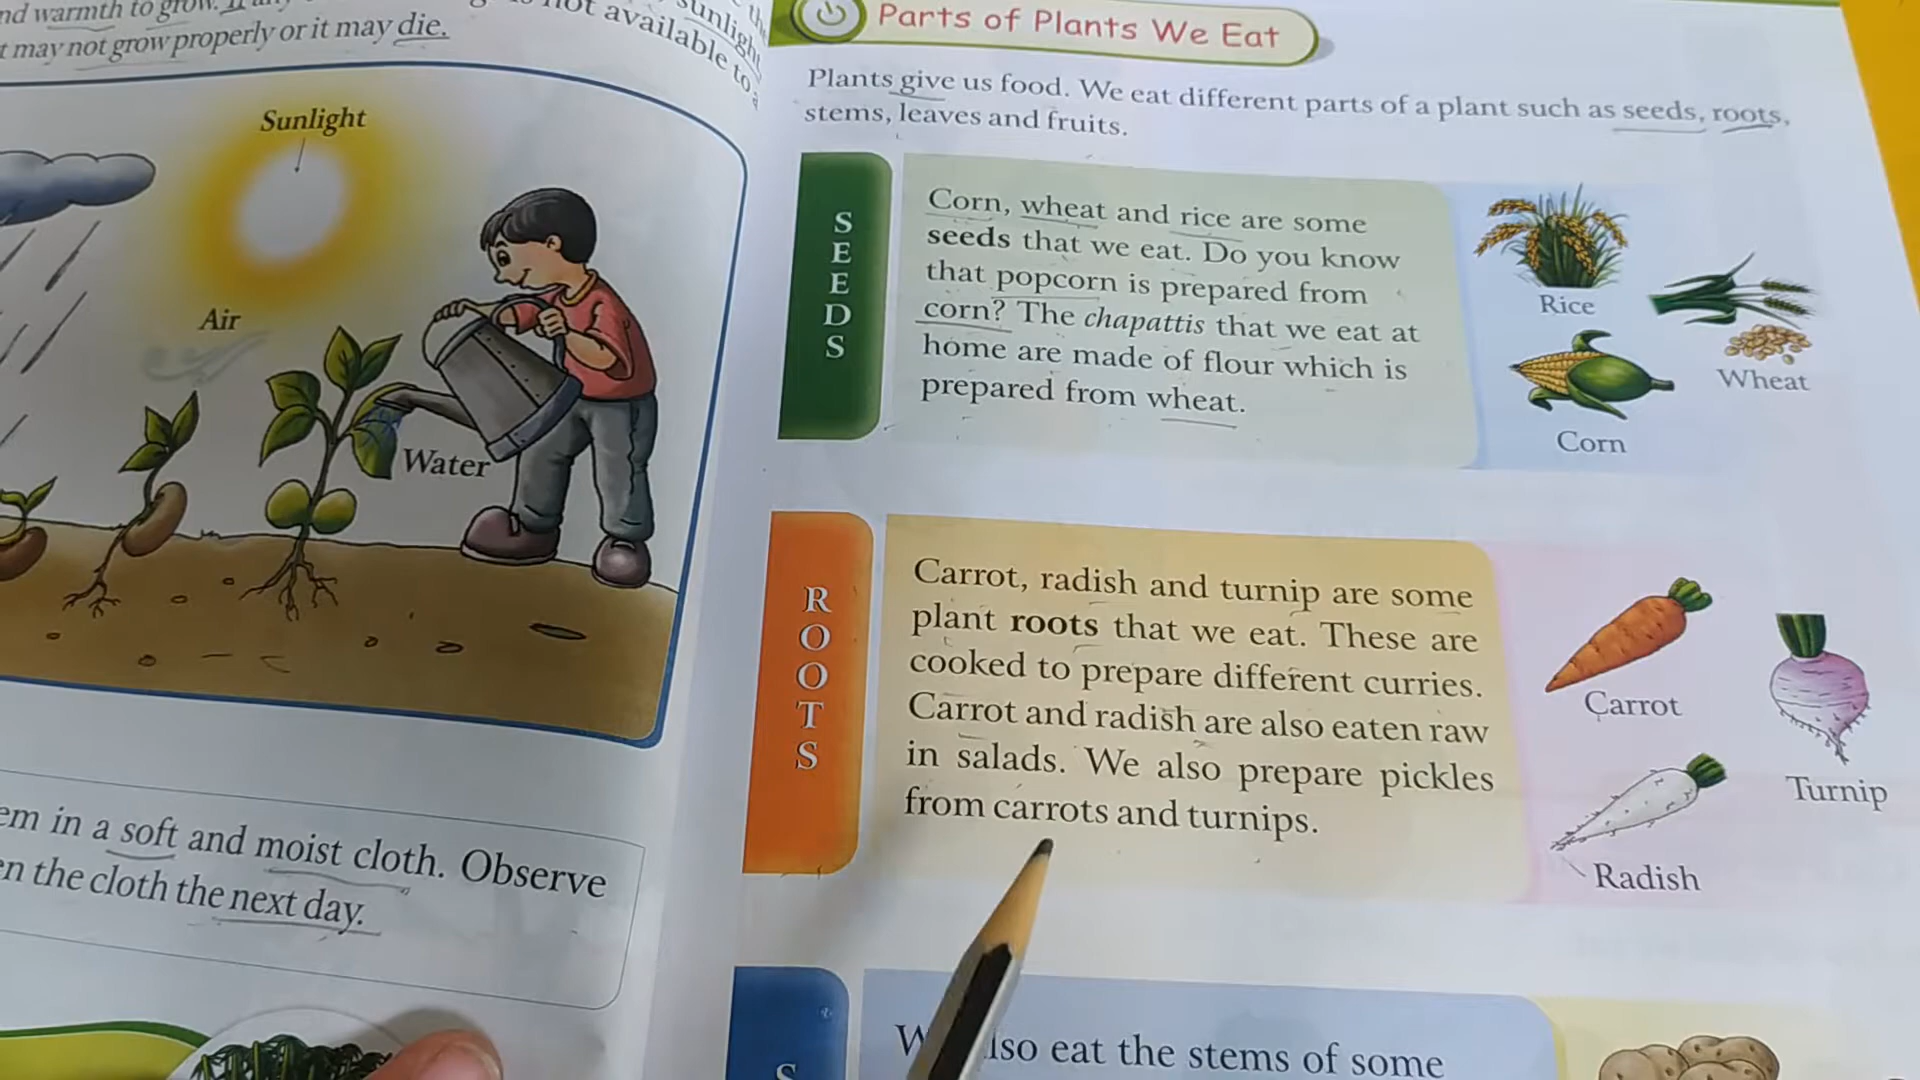 nd warmth to grow.
t may not grow properly or it may die.
not available to a
sunlight
Sunlight
Air
Water
em in a soft and moist cloth. Observe
en the cloth the next day.
Parts of Plants We Eat
Plants give us food. We eat different parts of a plant such as seeds, roots,
stems, leaves and fruits.
SEEDS
Corn, wheat and rice are some
seeds that we eat. Do you know
that popcorn is prepared from
corn? The chapattis that we eat at
home are made of flour which is
prepared from wheat.
Rice
Wheat
Corn
ROOTS
Carrot, radish and turnip are some
plant roots that we eat. These are
cooked to prepare different curries.
Carrot and radish are also eaten raw
in salads. We also prepare pickles
from carrots and turnips.
Carrot
Turnip
Radish
S
lso eat the stems of some